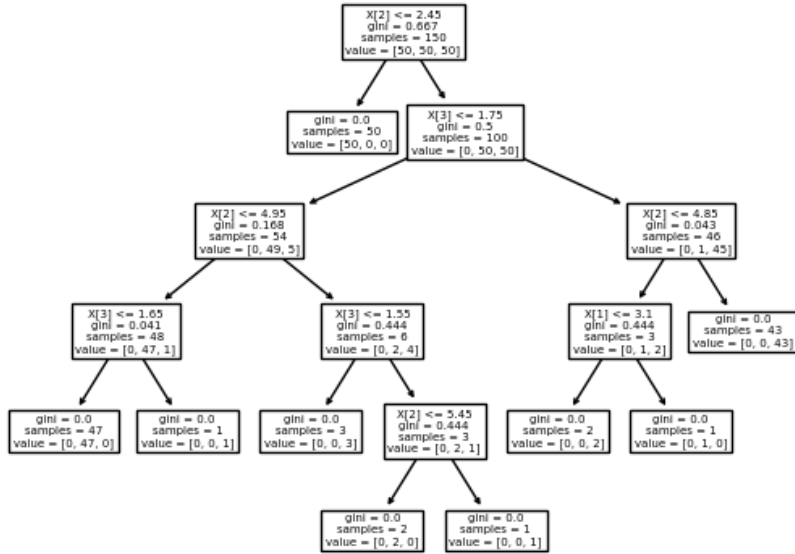 X[2] <= 2.45
gini = 0.667
samples = 150
value = [50, 50, 50]
gini = 0.0
samples = 50
value = [50, 0, 0]
X[3] <= 1.75
gini = 0.5
samples = 100
value = [0, 50, 50]
X[2] <= 4.95
gini = 0.168
samples = 54
value = [0, 49, 5]
X[2] <= 4.85
gini = 0.043
samples = 46
value = [0, 1, 45]
X[3] <= 1.65
gini = 0.041
samples = 48
value = [0, 47, 1]
X[3] <= 1.55
gini = 0.444
samples = 6
value = [0, 2, 4]
X[1] <= 3.1
gini = 0.444
samples = 3
value = [0, 1, 2]
gini = 0.0
samples = 43
value = [0, 0, 43]
gini = 0.0
samples = 47
value = [0, 47, 0]
gini = 0.0
samples = 1
value = [0, 0, 1]
gini = 0.0
samples = 3
value = [0, 0, 3]
X[2] <= 5.45
gini = 0.444
samples = 3
value = [0, 2, 1]
gini = 0.0
samples = 2
value = [0, 0, 2]
gini = 0.0
samples = 1
value = [0, 1, 0]
gini = 0.0
samples = 2
value = [0, 2, 0]
gini = 0.0
samples = 1
value = [0, 0, 1]